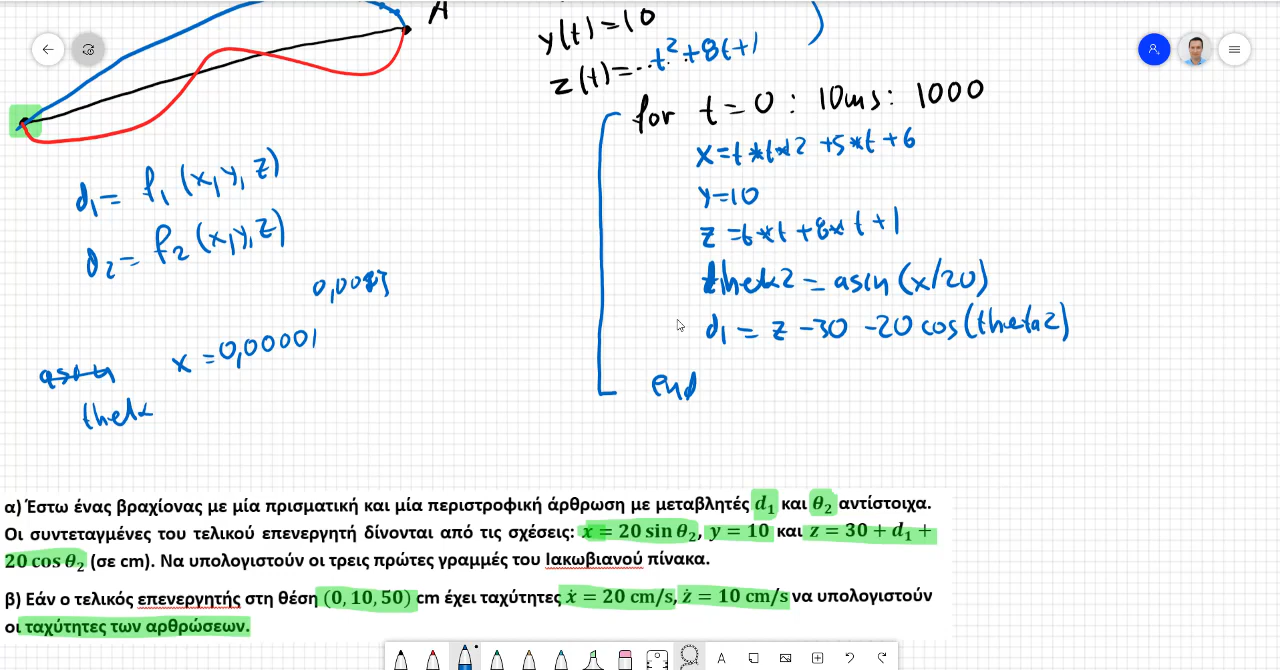 A
y(t)=10
z(t)=..t²+8t+1
for t=0 : 10ms : 1000
x=t*t*2 +5*t+6
y=10
z=6*t+8*t+1
theta2=asin(x/20)
d₁=z-30-20cos(theta2)
end
d₁= f₁(x,y,z)
d₂= f₂(x,y,z)
x=0,00001
theta
α) Έστω ένας βραχίονας με μία πρισματική και μία περιστροφική άρθρωση με μεταβλητές d₁ και θ₂ αντίστοιχα.
Οι συντεταγμένες του τελικού επενεργητή δίνονται από τις σχέσεις: x = 20 sin θ₂, y = 10 και z = 30 + d₁ +
20 cos θ₂ (σε cm). Να υπολογιστούν οι τρεις πρώτες γραμμές του Ιακωβιανού πίνακα.
β) Εάν ο τελικός επενεργητής στη θέση (0, 10, 50) cm έχει ταχύτητες ẋ = 20 cm/s, ż = 10 cm/s να υπολογιστούν
οι ταχύτητες των αρθρώσεων.
A